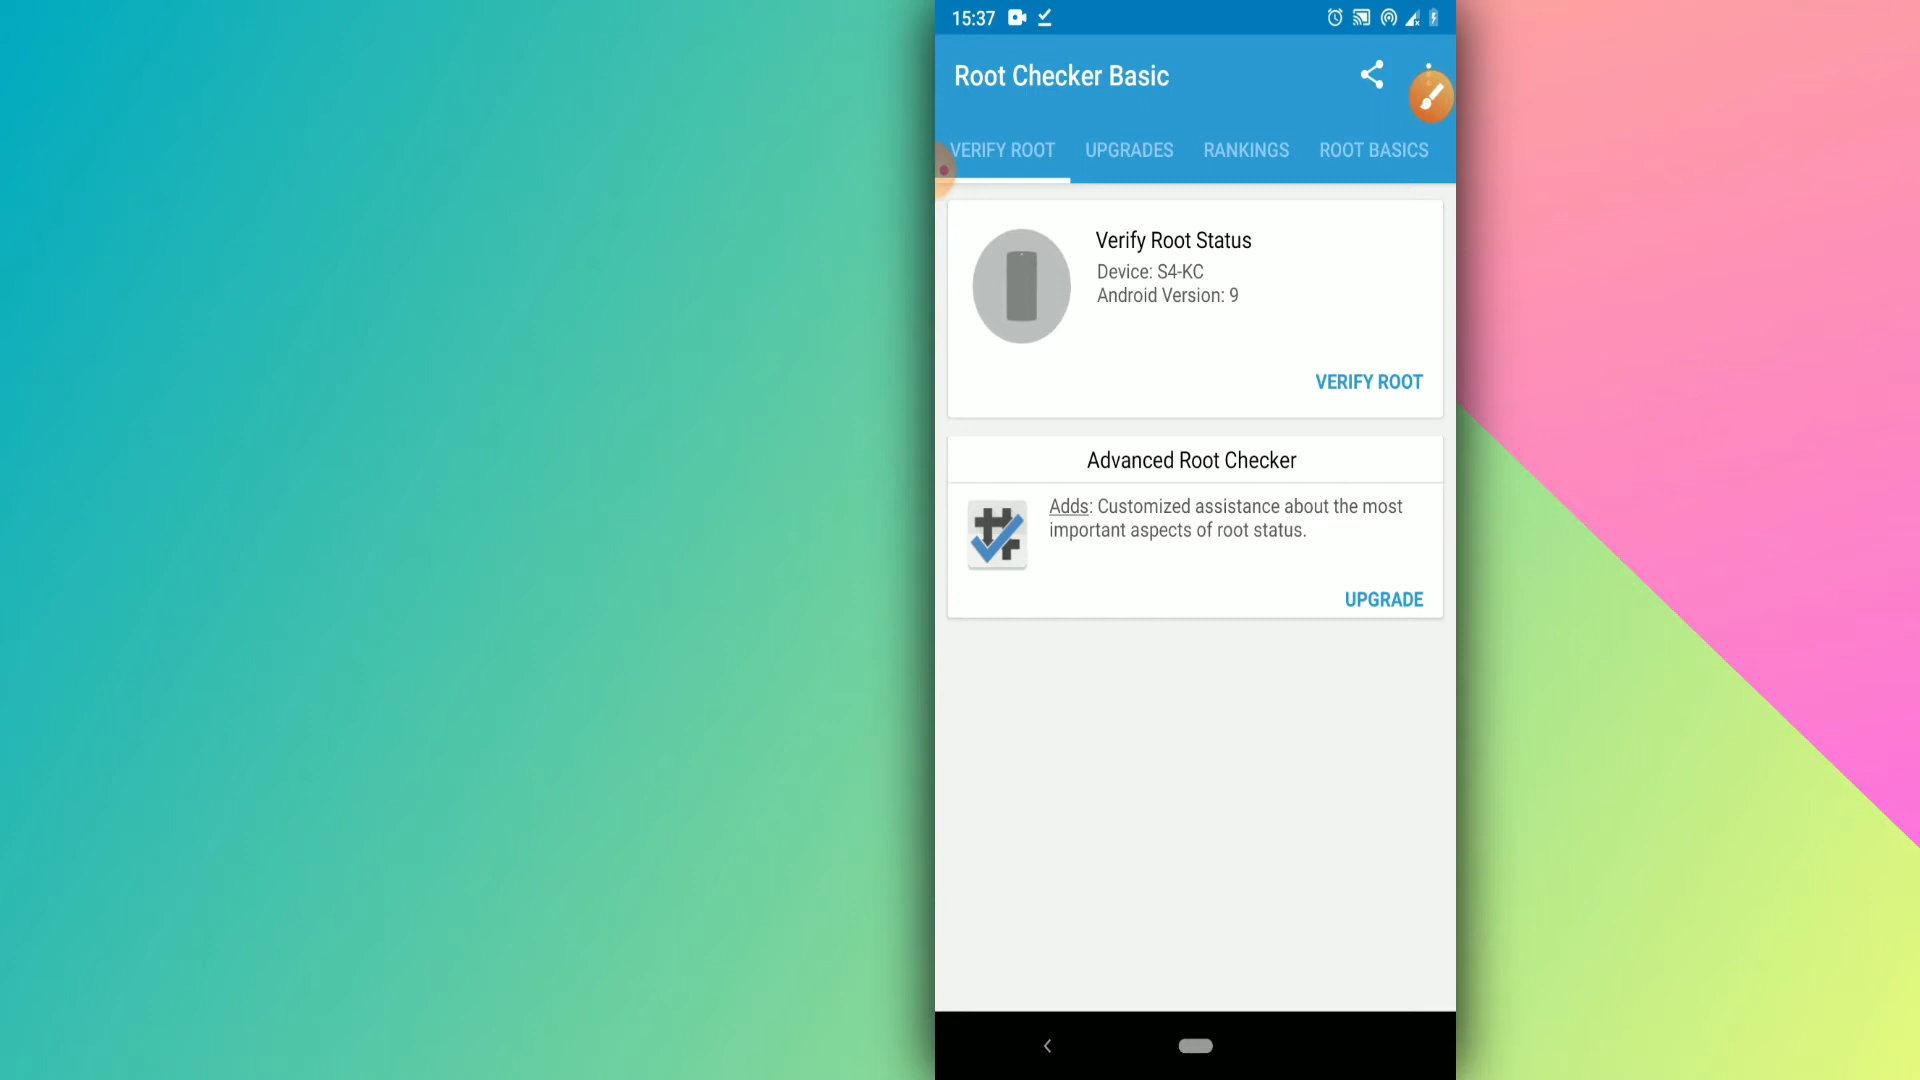 15:37
Root Checker Basic
VERIFY ROOT UPGRADES RANKINGS ROOT BASICS
Verify Root Status
Device: S4-KC
Android Version: 9
VERIFY ROOT
Advanced Root Checker
Adds: Customized assistance about the most
important aspects of root status.
UPGRADE